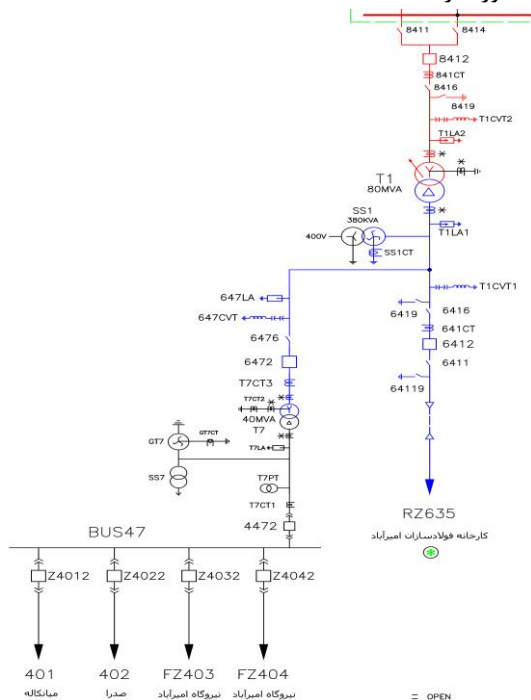 8411
8414
8412
841CT
8416
8419
T1CVT2
T1LA2
T1
80MVA
SS1
380KVA
400V
SS1CT
T1LA1
647LA
647CVT
T1CVT1
6419
6416
641CT
6476
6412
6472
6411
T7CT3
64119
T7CT2
40MVA
T7
GT7
GT7CT
T7LA
SS7
T7PT
T7CT1
4472
RZ635
کارخانه فولادسازان امیرآباد
BUS47
Z4012
Z4022
Z4032
Z4042
401
402
FZ403
FZ404
میانکاله
صدرا
نیروگاه امیرآباد
نیروگاه امیرآباد
OPEN